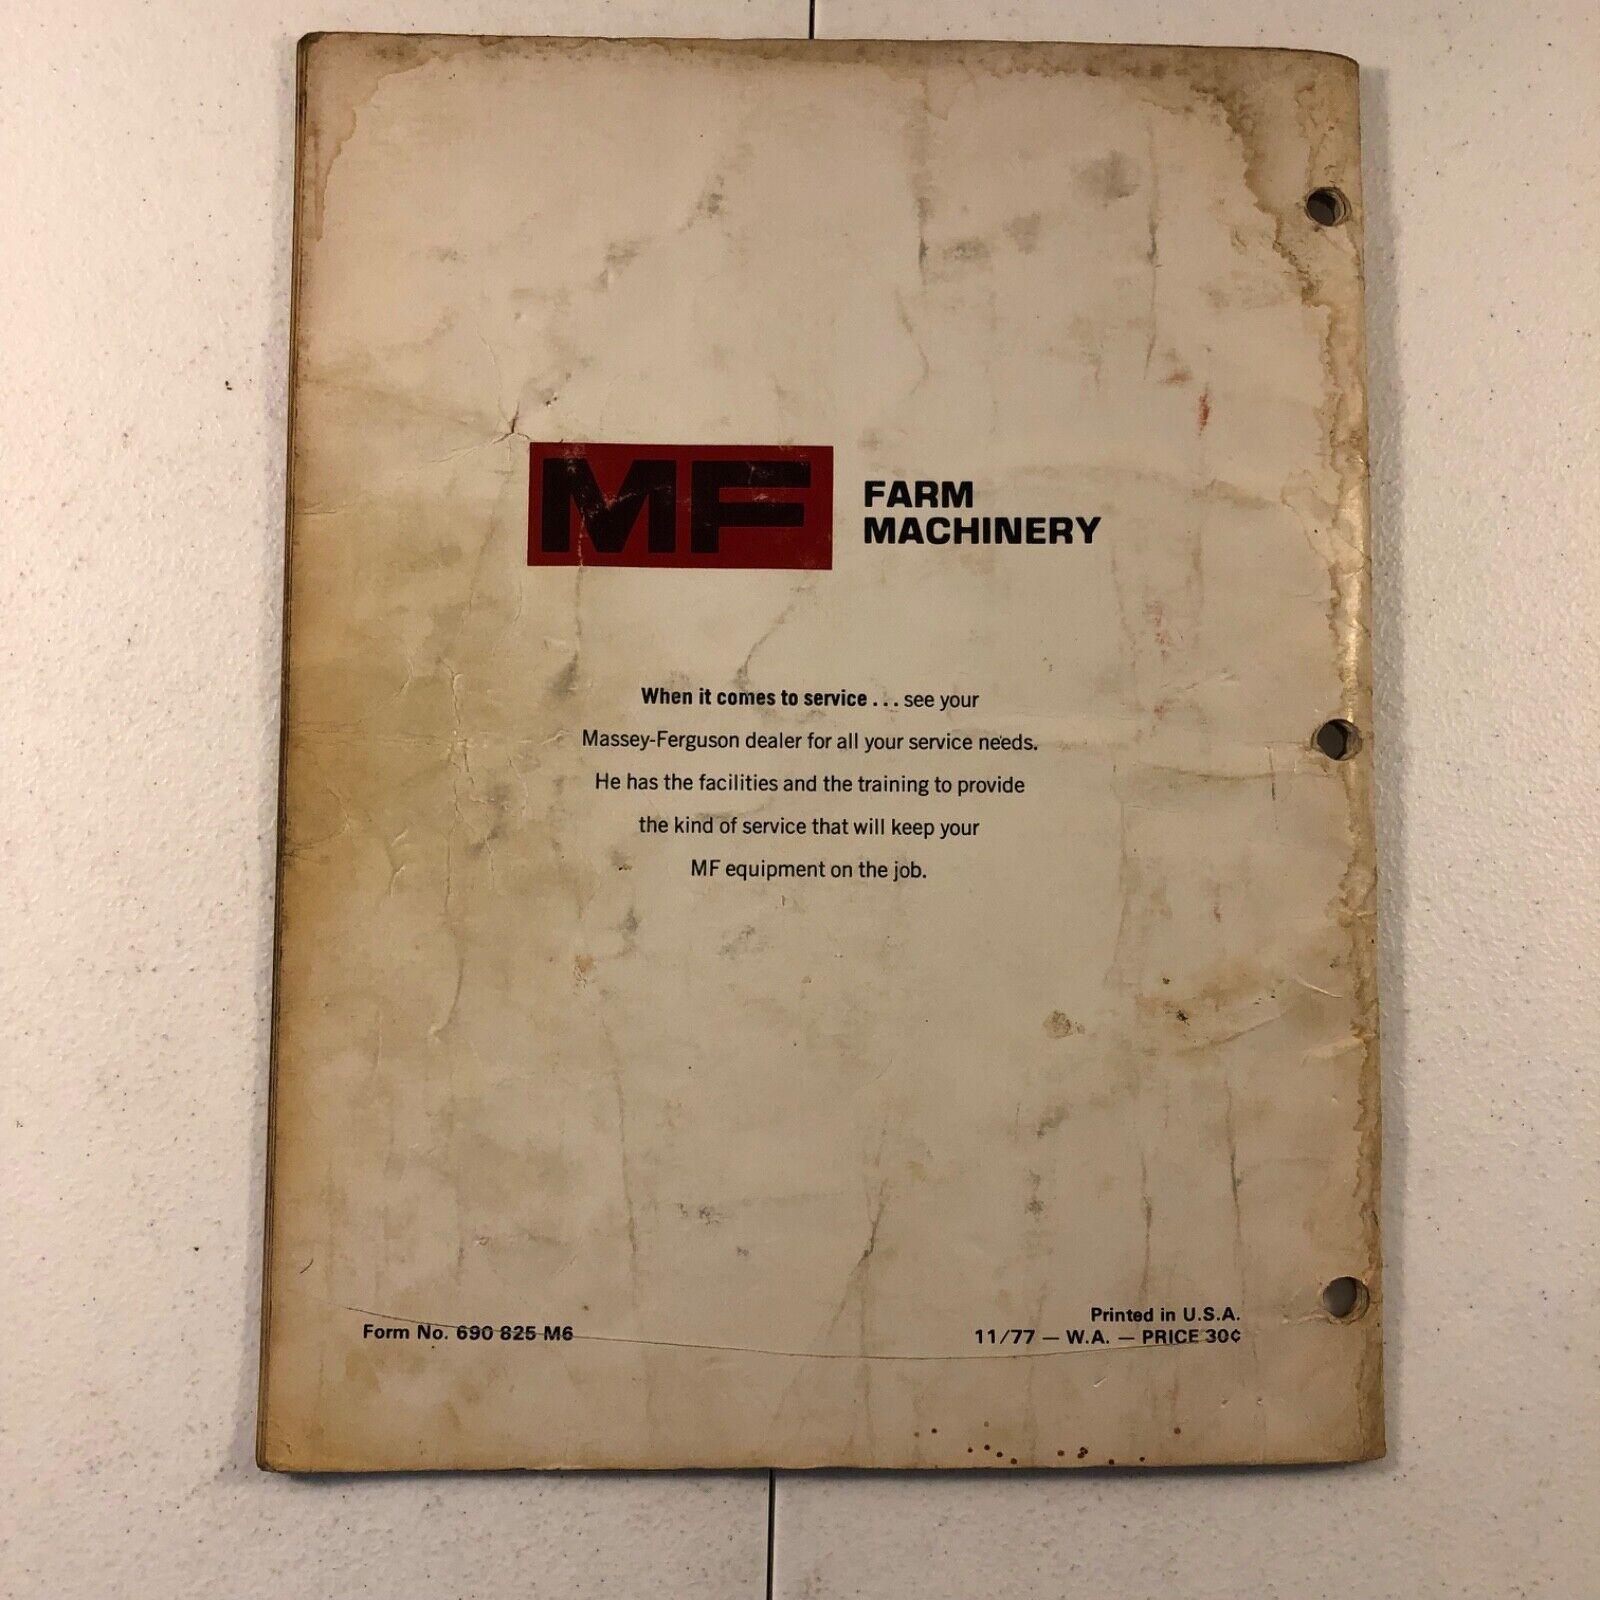 MF
FARM
MACHINERY
When it comes to service . . . see your
Massey-Ferguson dealer for all your service needs.
He has the facilities and the training to provide
the kind of service that will keep your
MF equipment on the job.
Form No. 690 825 M6
Printed in U.S.A.
11/77 — W.A. — PRICE 30¢